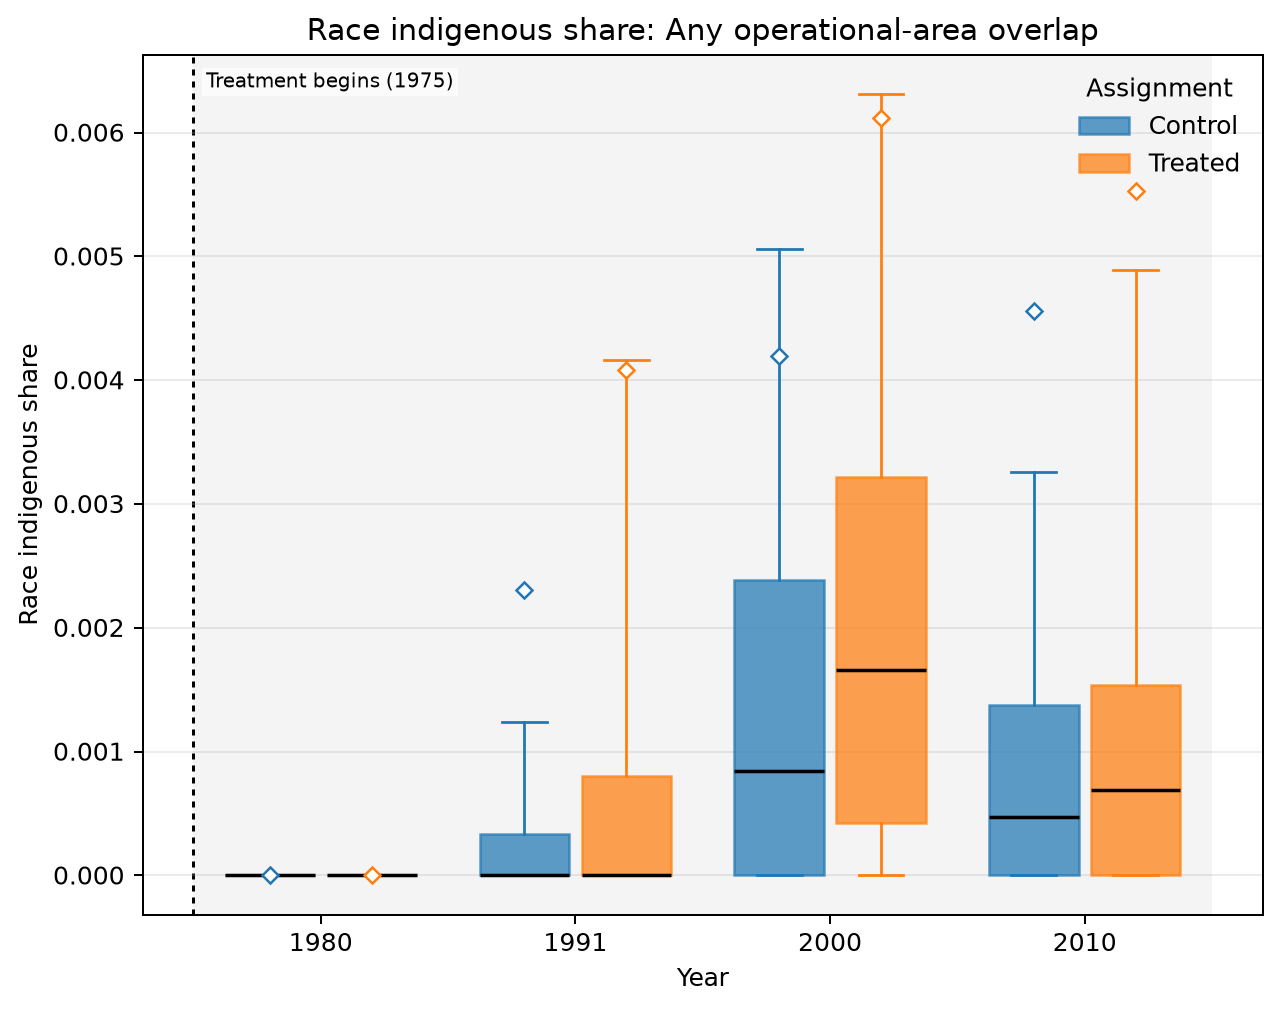 Race indigenous share: Any operational-area overlap
Treatment begins (1975)
Assignment
Control
Treated
0.006
0.005
0.004
0.003
0.002
0.001
0.000
Race indigenous share
1980 1991 2000 2010
Year